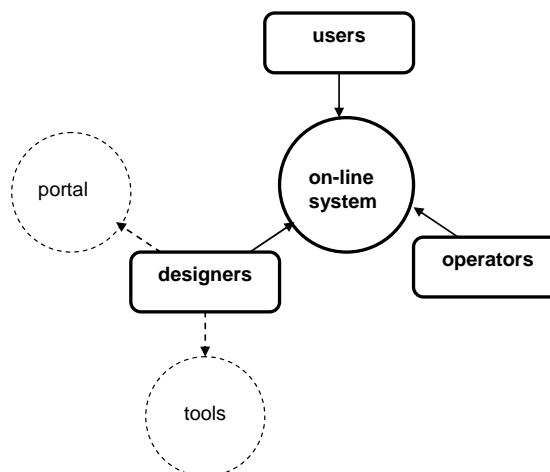 users
portal
on-line
system
designers
operators
tools